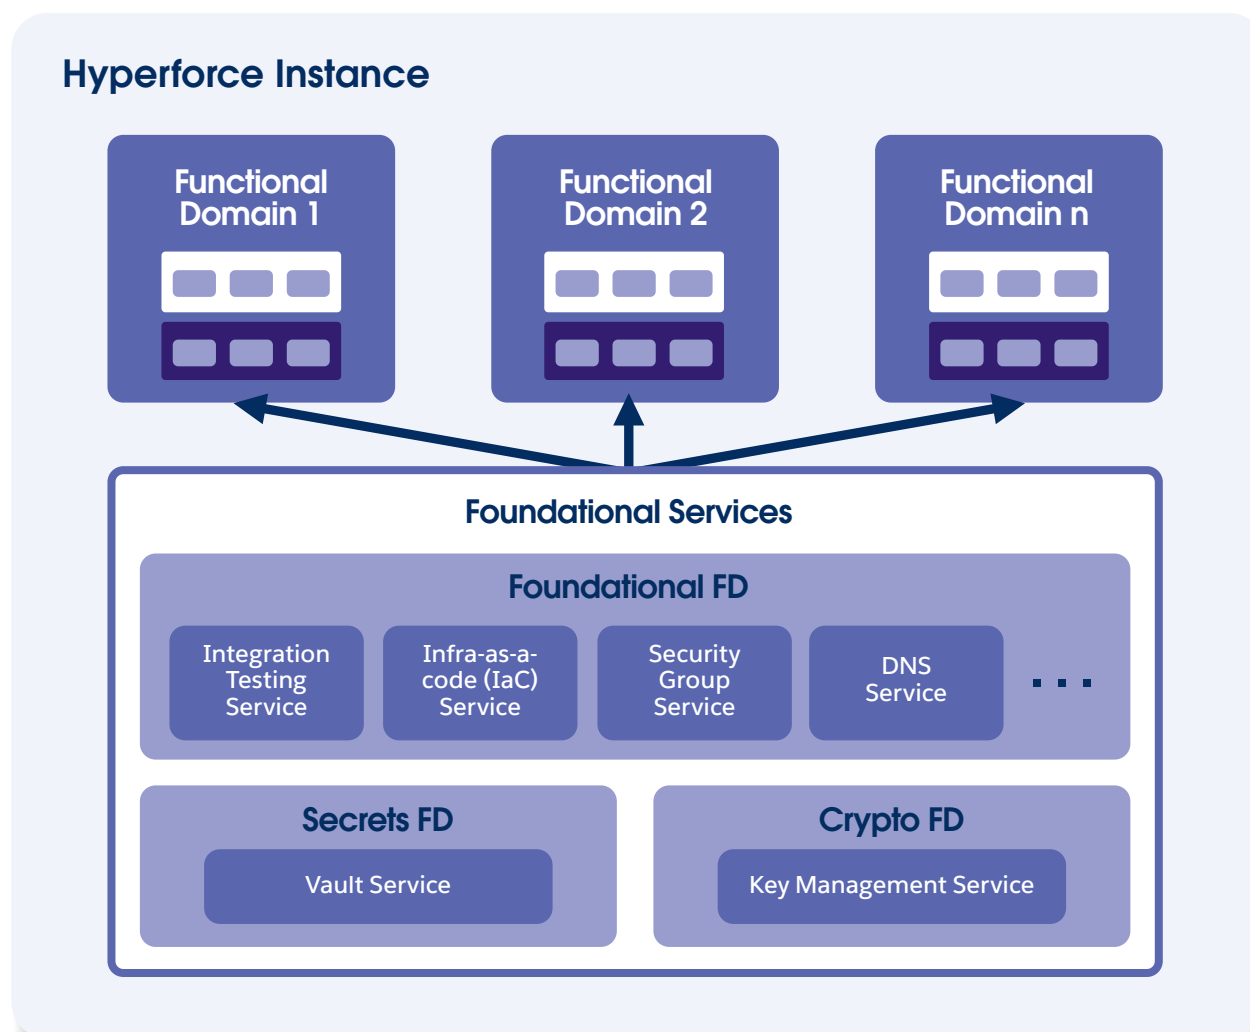 Hyperforce Instance
Functional
Domain 1
Functional
Domain 2
Functional
Domain n
Foundational Services
Foundational FD
Integration
Testing
Service
Infra-as-a-
code (IaC)
Service
Security
Group
Service
DNS
Service
. . .
Secrets FD
Vault Service
Crypto FD
Key Management Service